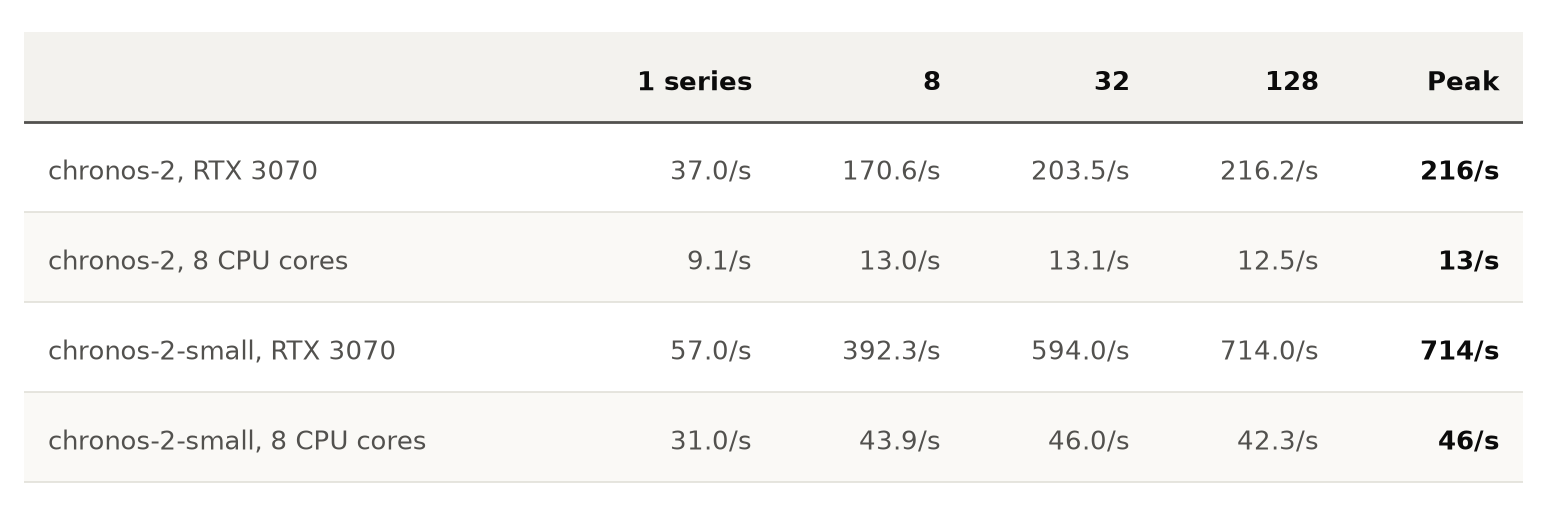 1 series 8 32 128 Peak
chronos-2, RTX 3070 37.0/s 170.6/s 203.5/s 216.2/s 216/s
chronos-2, 8 CPU cores 9.1/s 13.0/s 13.1/s 12.5/s 13/s
chronos-2-small, RTX 3070 57.0/s 392.3/s 594.0/s 714.0/s 714/s
chronos-2-small, 8 CPU cores 31.0/s 43.9/s 46.0/s 42.3/s 46/s